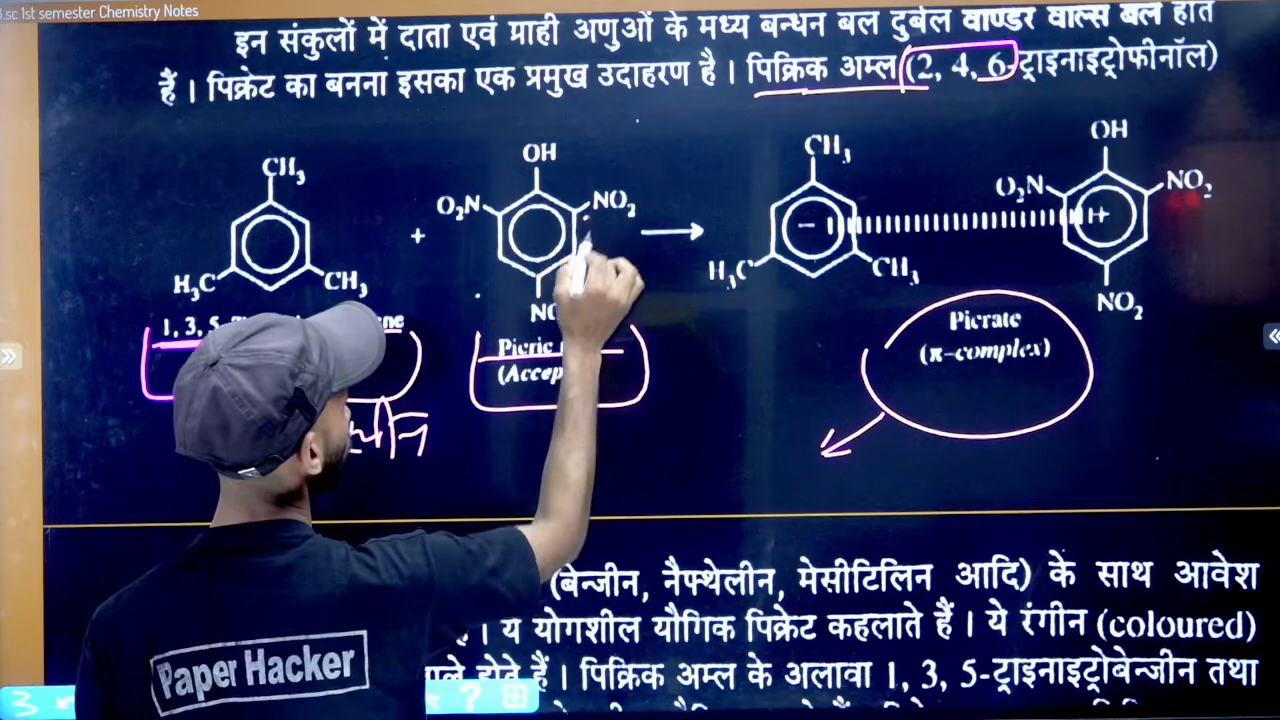 B.sc 1st semester Chemistry Notes
इन संकुलों में दाता एवं ग्राही अणुओं के मध्य बन्धन बल दुर्बल वाण्डर वाल्स बल होते
हैं । पिक्रेट का बनना इसका एक प्रमुख उदाहरण है । पिक्रिक अम्ल (2, 4, 6-ट्राइनाइट्रोफीनॉल)
CH₃
H₃C
CH₃
1, 3, 5
+
OH
O₂N
NO₂
Picric
CH₃
H₃C
CH₃
−
OH
O₂N
NO₂
+
NO₂
Picrate
(π-complex)
(बेन्जीन, नैफ्थेलीन, मेसीटिलिन आदि) के साथ आवेश
। ये योगशील यौगिक पिक्रेट कहलाते हैं । ये रंगीन (coloured)
होते हैं । पिक्रिक अम्ल के अलावा 1, 3, 5-ट्राइनाइट्रोबेन्जीन तथा
Paper Hacker
3
?